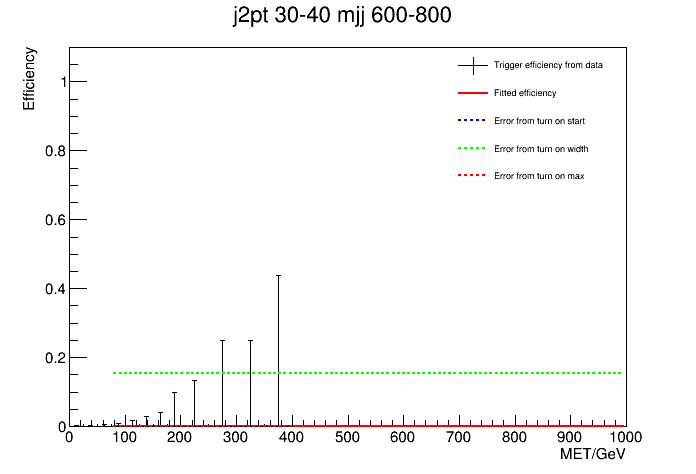 j2pt 30-40 mjj 600-800
Efficiency
1
0.8
0.6
0.4
0.2
0
Trigger efficiency from data
Fitted efficiency
Error from turn on start
Error from turn on width
Error from turn on max
0 100 200 300 400 500 600 700 800 900 1000
MET/GeV